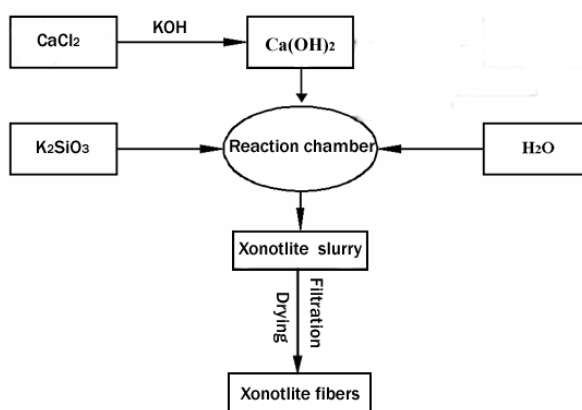 CaCl2
KOH
Ca(OH)2
K2SiO3
Reaction chamber
H2O
Xonotlite slurry
Drying
Filtration
Xonotlite fibers